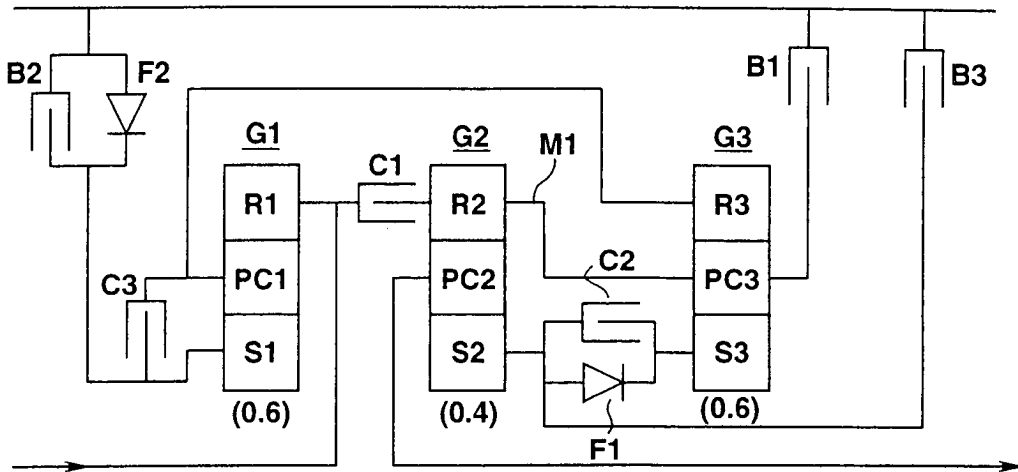 B2
F2
B1
B3
G1
G2
G3
C1
M1
R1
R2
R3
C3
PC1
PC2
C2
PC3
S1
S2
S3
(0.6)
(0.4)
(0.6)
F1